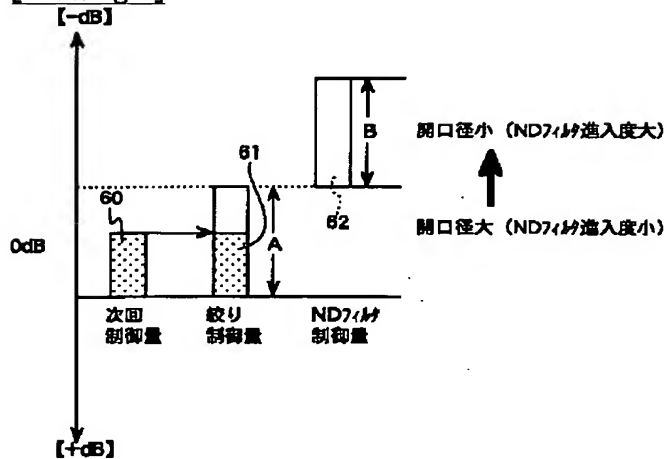 【-dB】
61
60
B
開口径小 (NDフィルタ進入度大)
A
62
0dB
開口径大 (NDフィルタ進入度小)
次回
制御量
絞り
制御量
NDフィルタ
制御量
【+dB】